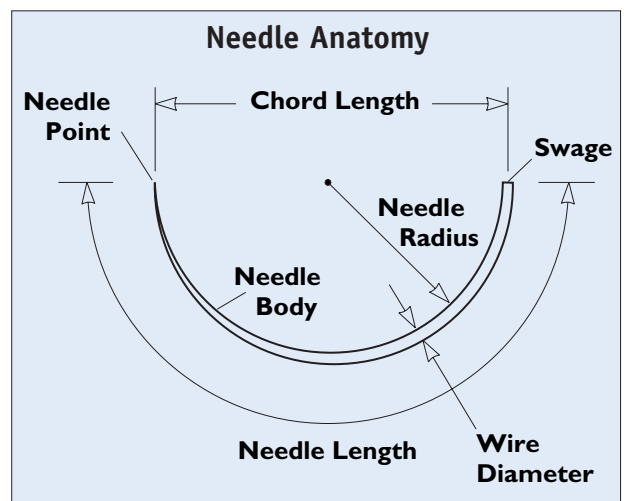 Needle Anatomy
Needle
Point
Chord Length
Swage
Needle
Radius
Needle
Body
Needle Length
Wire
Diameter